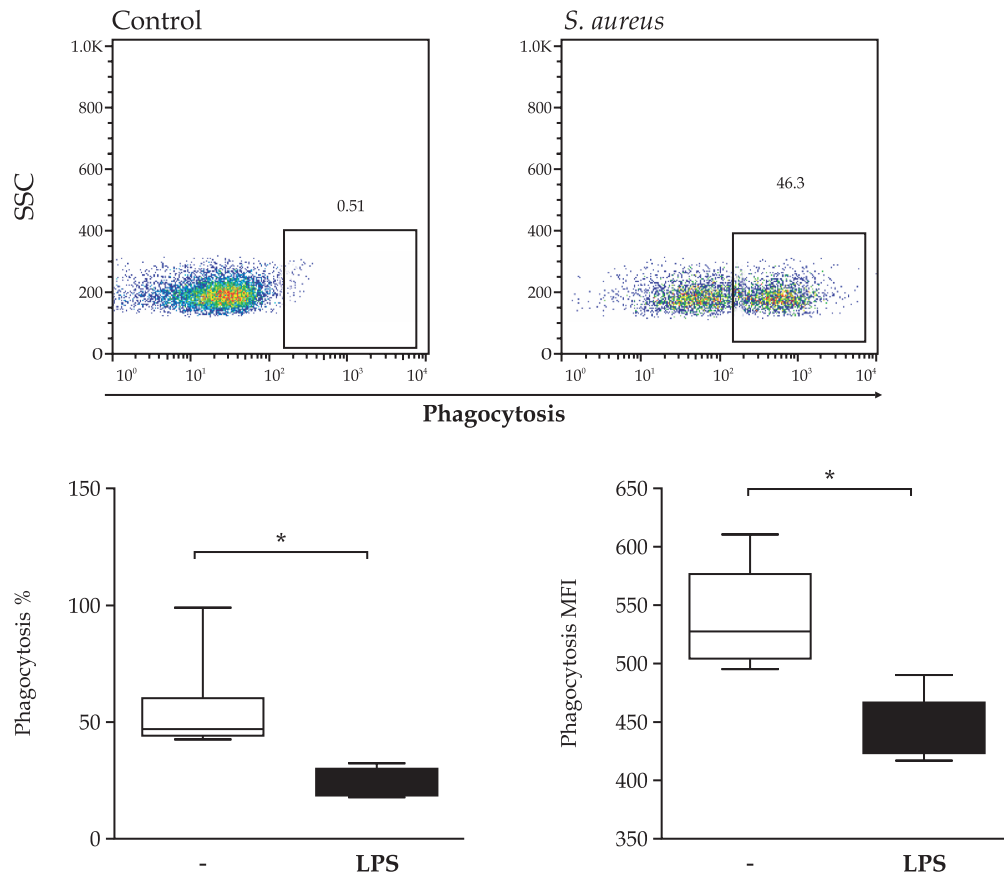 Control
S. aureus
SSC
1.0K
800
600
400
200
0
0.51
10⁰ 10¹ 10² 10³ 10⁴
1.0K
800
600
400
200
0
46.3
10⁰ 10¹ 10² 10³ 10⁴
Phagocytosis
Phagocytosis %
150
100
50
0
*
- LPS
Phagocytosis MFI
650
600
550
500
450
400
350
*
- LPS